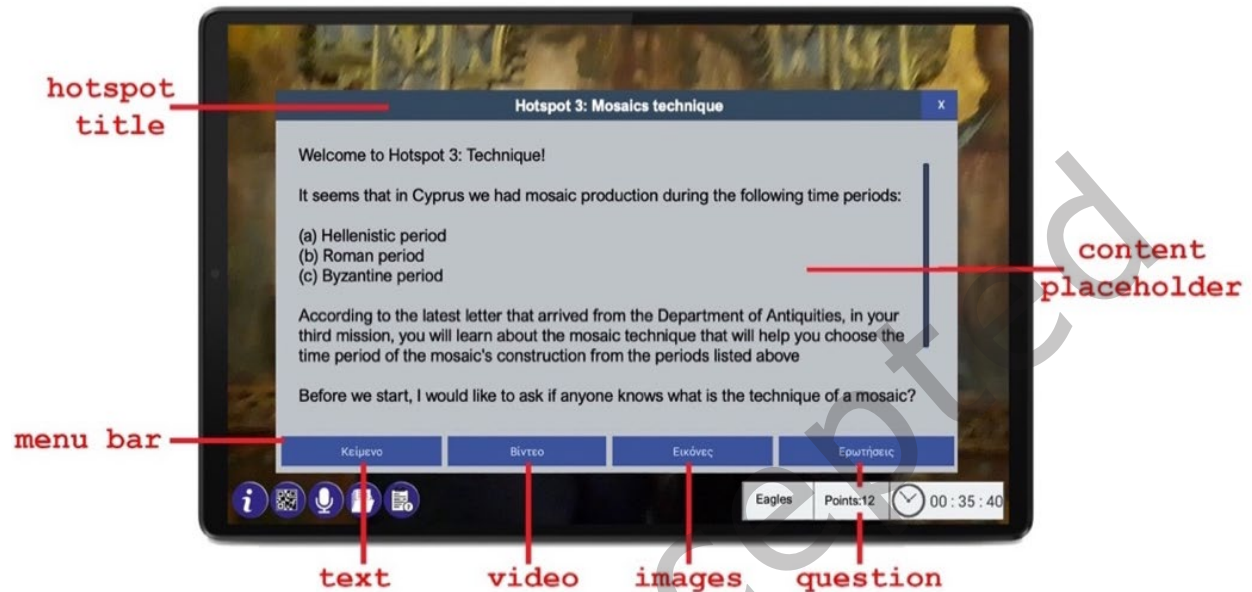 hotspot
title
Hotspot 3: Mosaics technique
X
Welcome to Hotspot 3: Technique!
It seems that in Cyprus we had mosaic production during the following time periods:
(a) Hellenistic period
(b) Roman period
(c) Byzantine period
According to the latest letter that arrived from the Department of Antiquities, in your
third mission, you will learn about the mosaic technique that will help you choose the
time period of the mosaic's construction from the periods listed above
Before we start, I would like to ask if anyone knows what is the technique of a mosaic?
content
placeholder
menu bar
Κείμενο
Βίντεο
Εικόνες
Ερωτήσεις
i
Eagles
Points:12
00 : 35 : 40
text
video
images
question
cepted